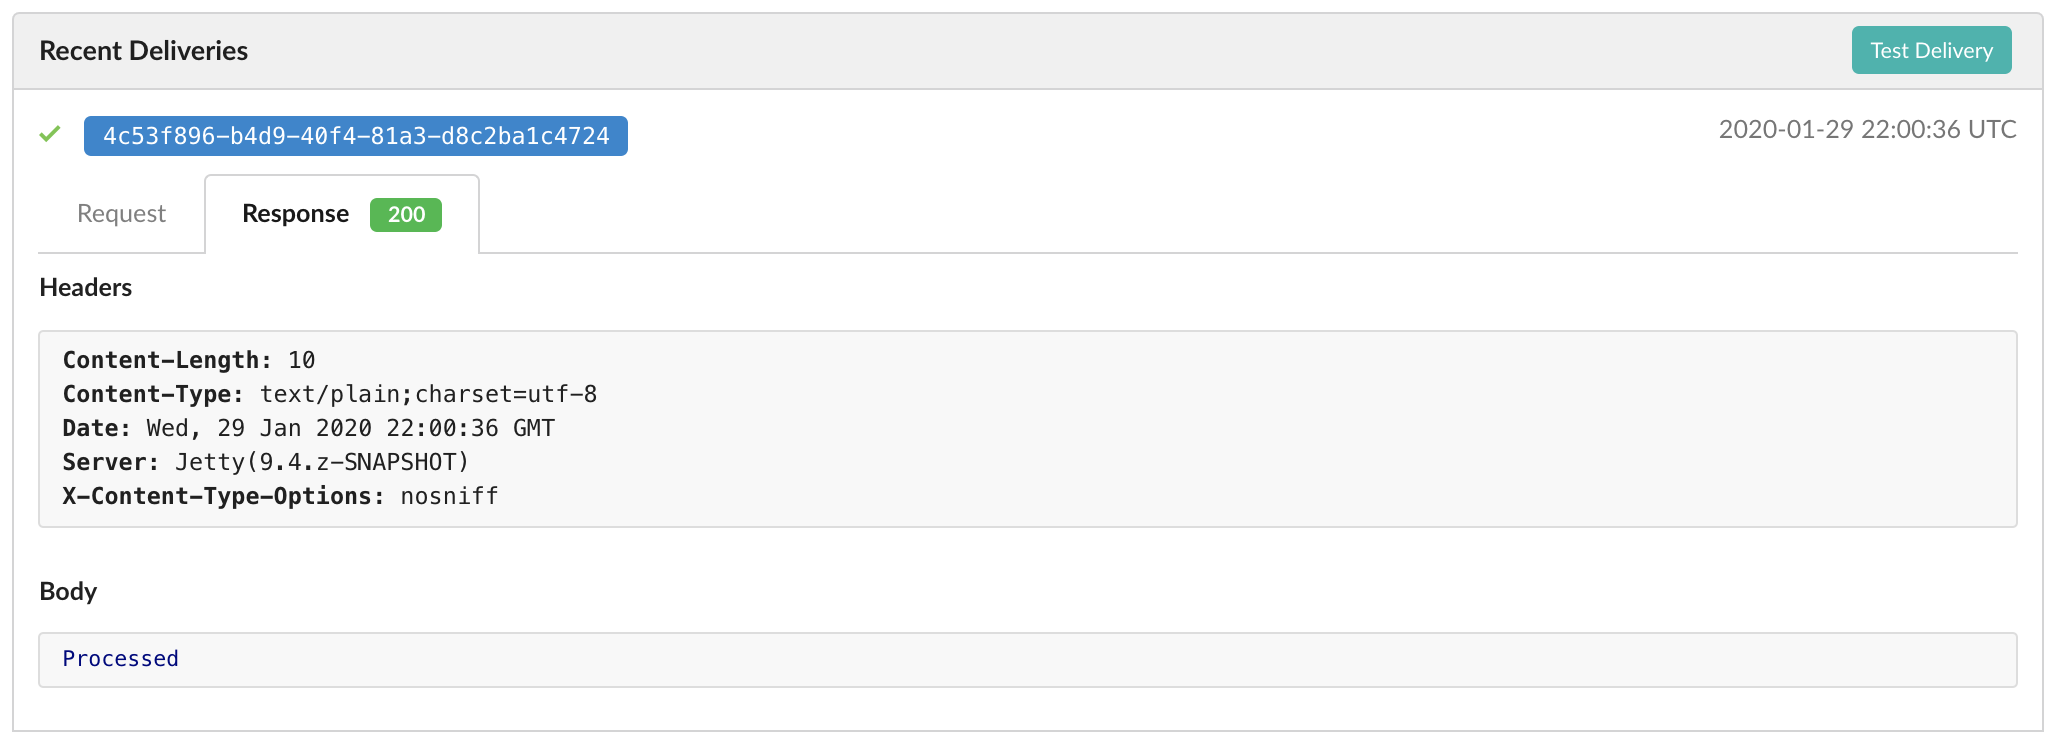 Recent Deliveries
Test Delivery
4c53f896-b4d9-40f4-81a3-d8c2ba1c4724
2020-01-29 22:00:36 UTC
Request
Response 200
Headers
Content-Length: 10
Content-Type: text/plain;charset=utf-8
Date: Wed, 29 Jan 2020 22:00:36 GMT
Server: Jetty(9.4.z-SNAPSHOT)
X-Content-Type-Options: nosniff
Body
Processed